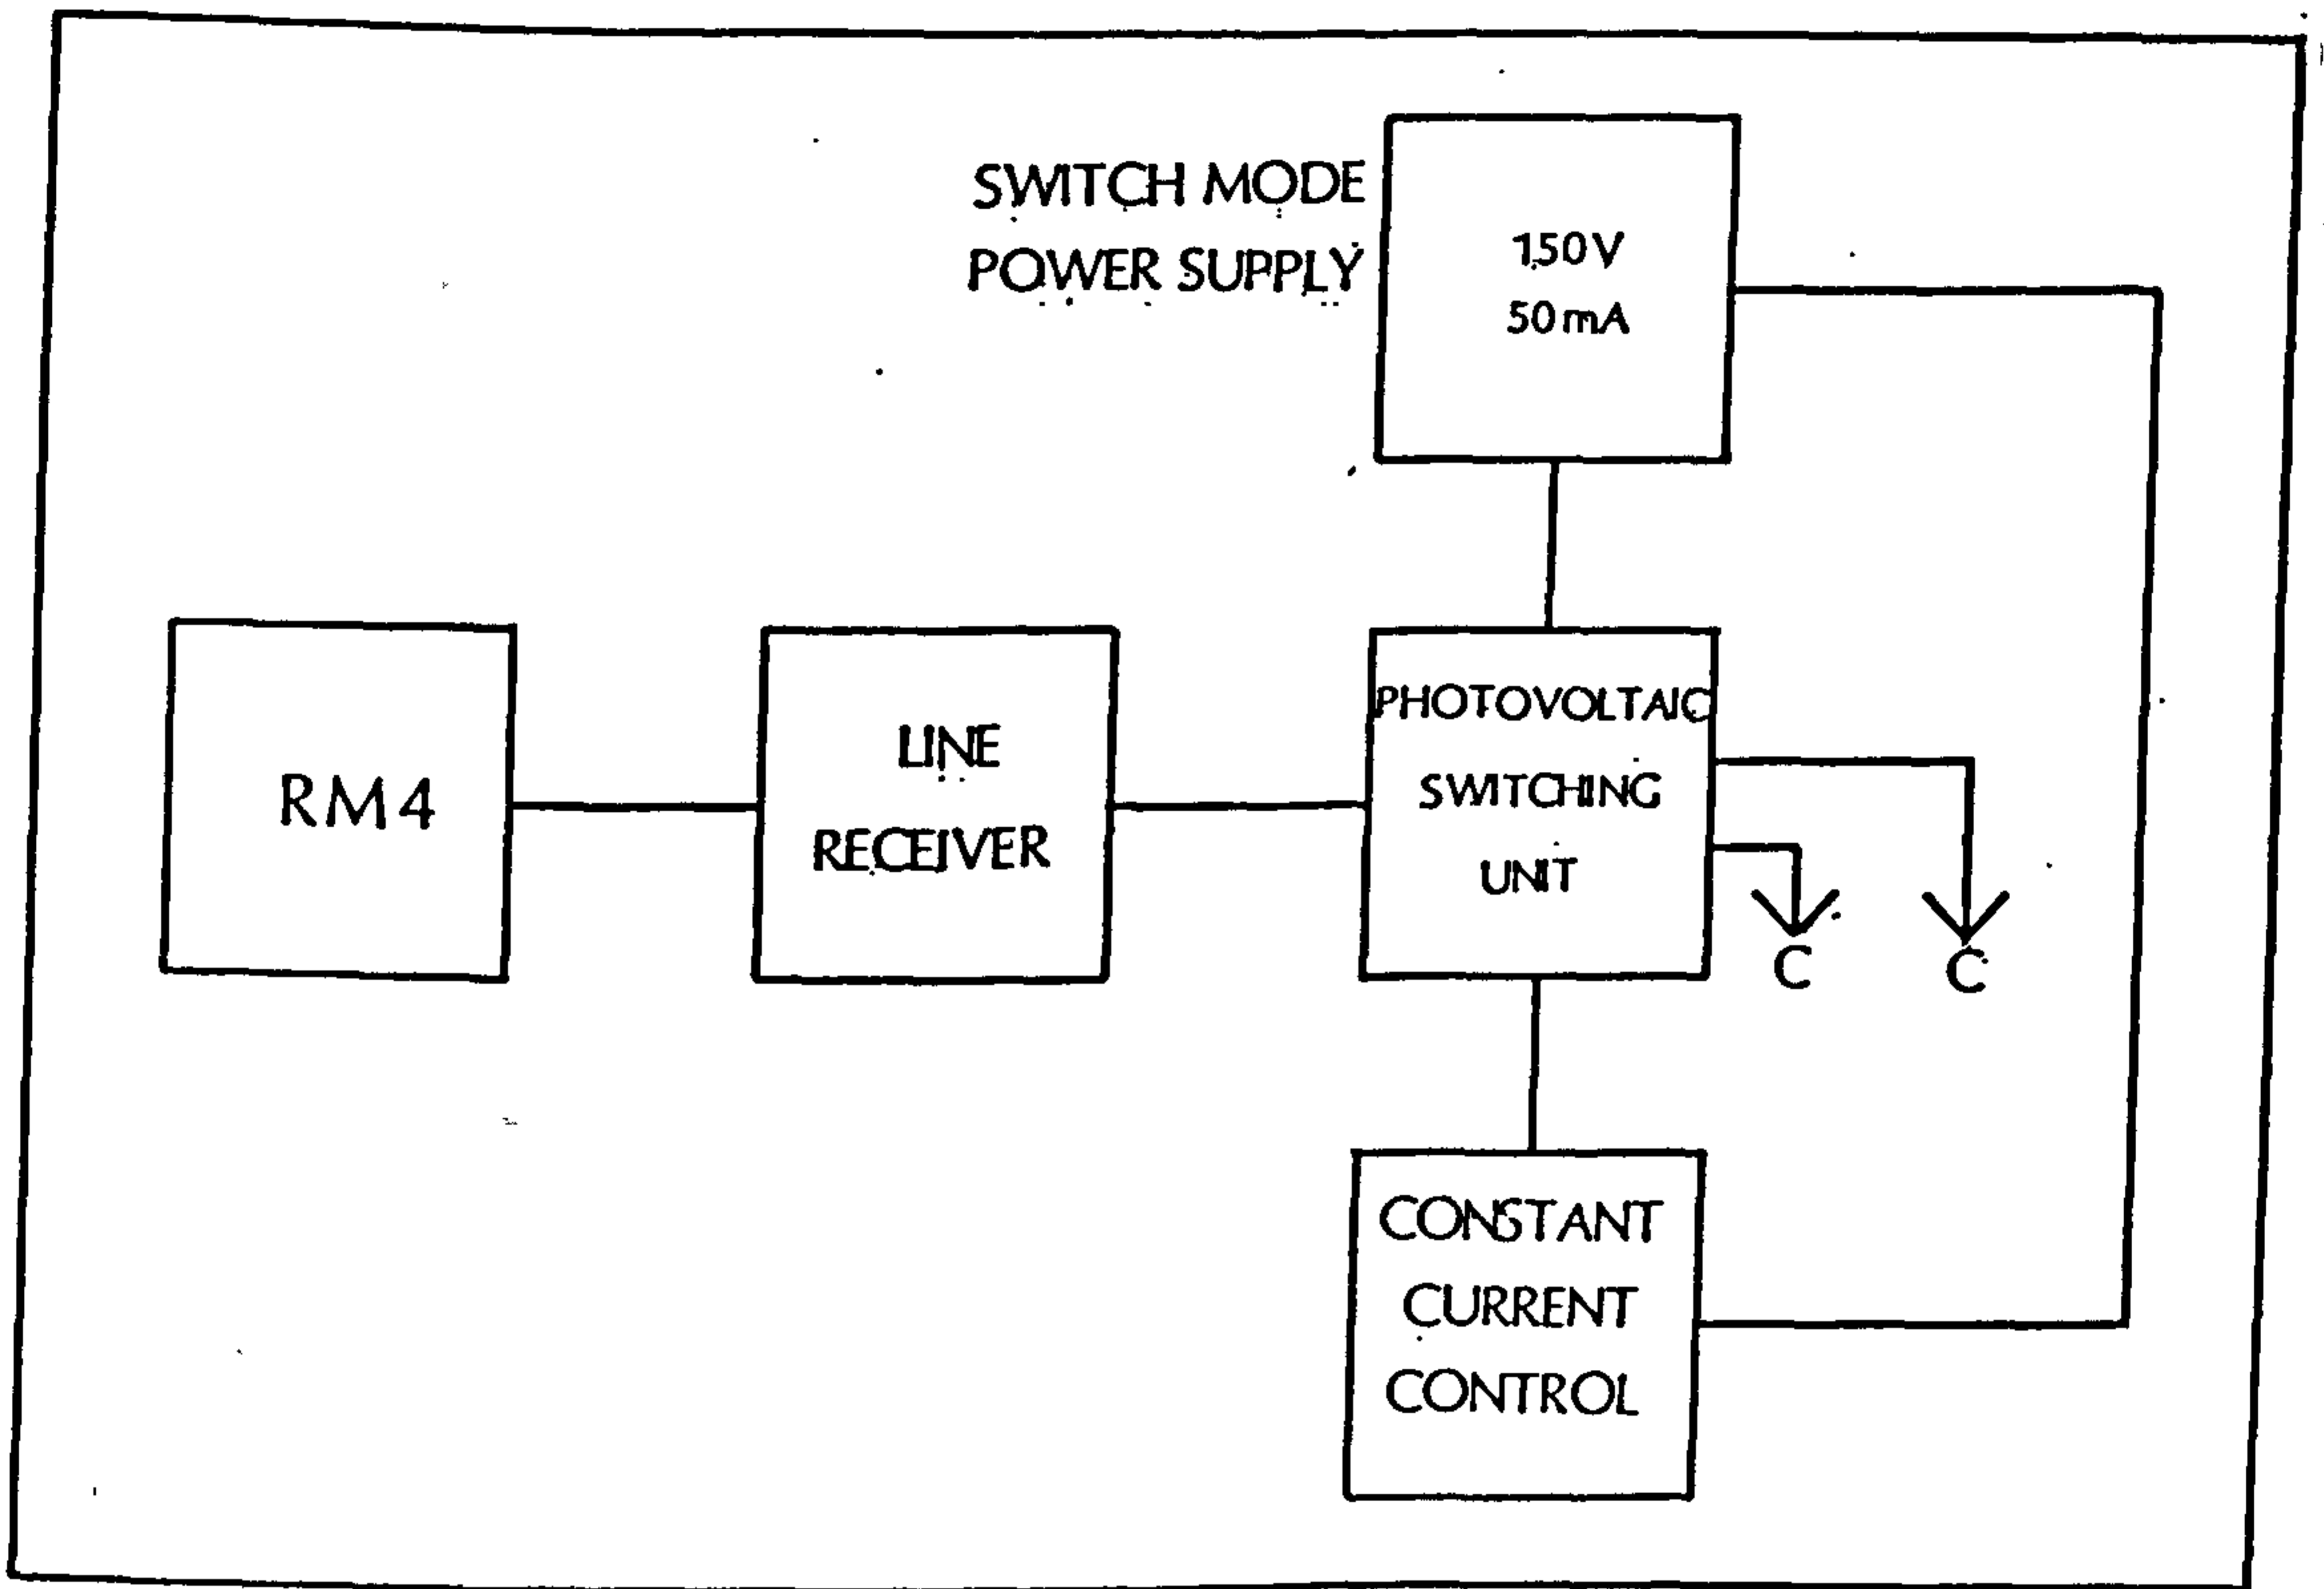 SWITCH MODE
POWER SUPPLY
150V
50mA
RM4
LINE
RECEIVER
PHOTOVOLTAIC
SWITCHING
UNIT
C
C
CONSTANT
CURRENT
CONTROL